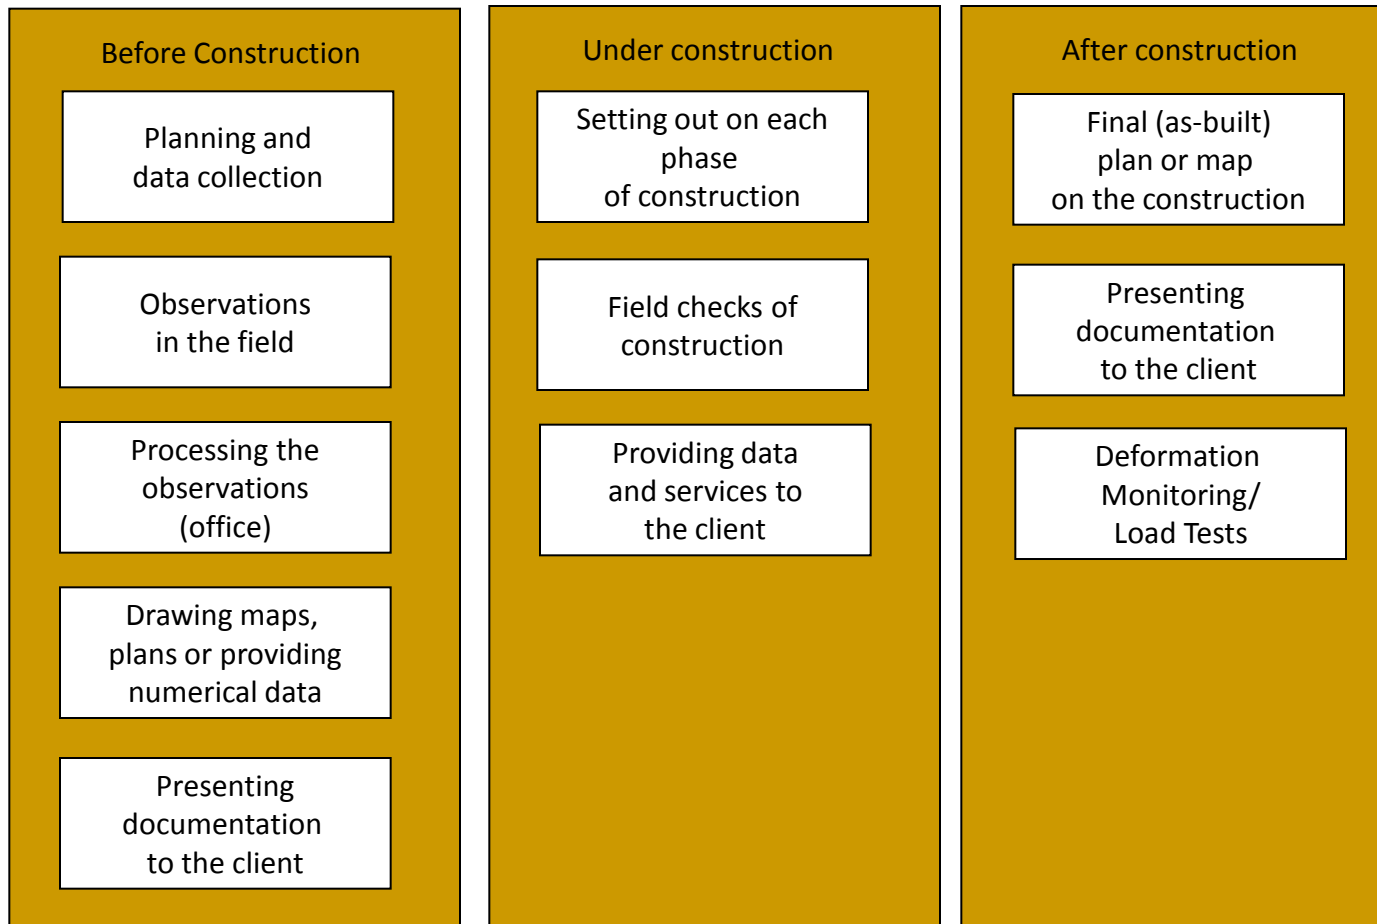 Before Construction
Planning and
data collection
Observations
in the field
Processing the
observations
(office)
Drawing maps,
plans or providing
numerical data
Presenting
documentation
to the client
Under construction
Setting out on each
phase
of construction
Field checks of
construction
Providing data
and services to
the client
After construction
Final (as-built)
plan or map
on the construction
Presenting
documentation
to the client
Deformation
Monitoring/
Load Tests